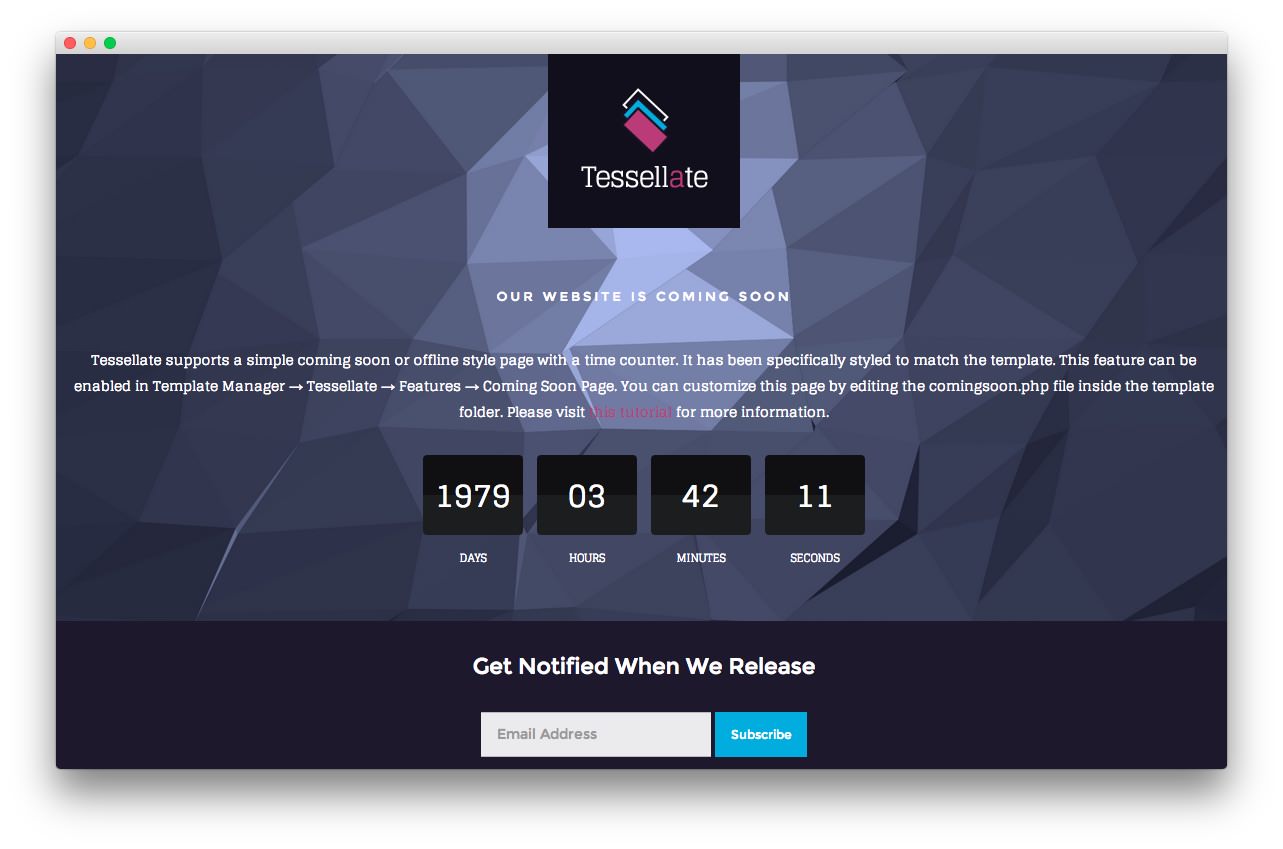 Tessellate
OUR WEBSITE IS COMING SOON
Tessellate supports a simple coming soon or offline style page with a time counter. It has been specifically styled to match the template. This feature can be
enabled in Template Manager → Tessellate → Features → Coming Soon Page. You can customize this page by editing the comingsoon.php file inside the template
folder. Please visit this tutorial for more information.
1979 03 42 11
DAYS HOURS MINUTES SECONDS
Get Notified When We Release
Email Address Subscribe